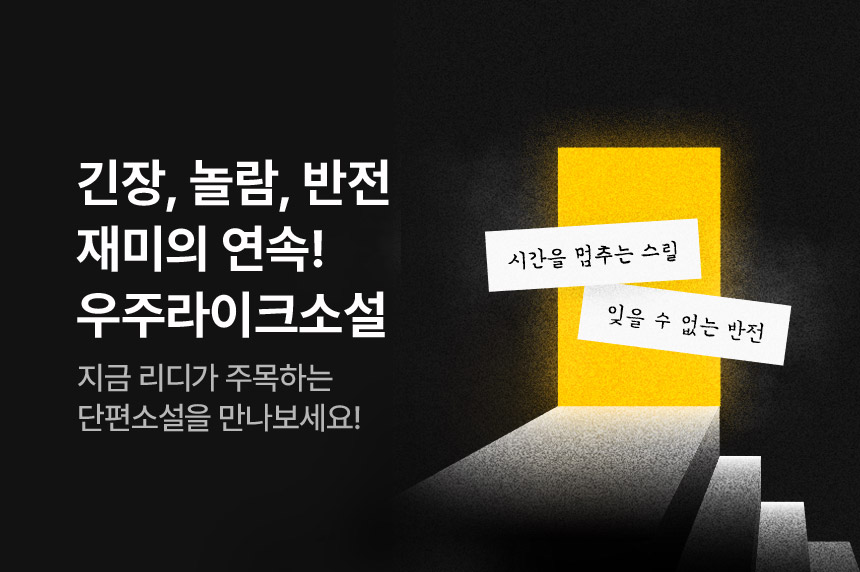 긴장, 놀람, 반전
재미의 연속!
우주라이크소설
지금 리디가 주목하는
단편소설을 만나보세요!
시간을 멈추는 스릴
잊을 수 없는 반전